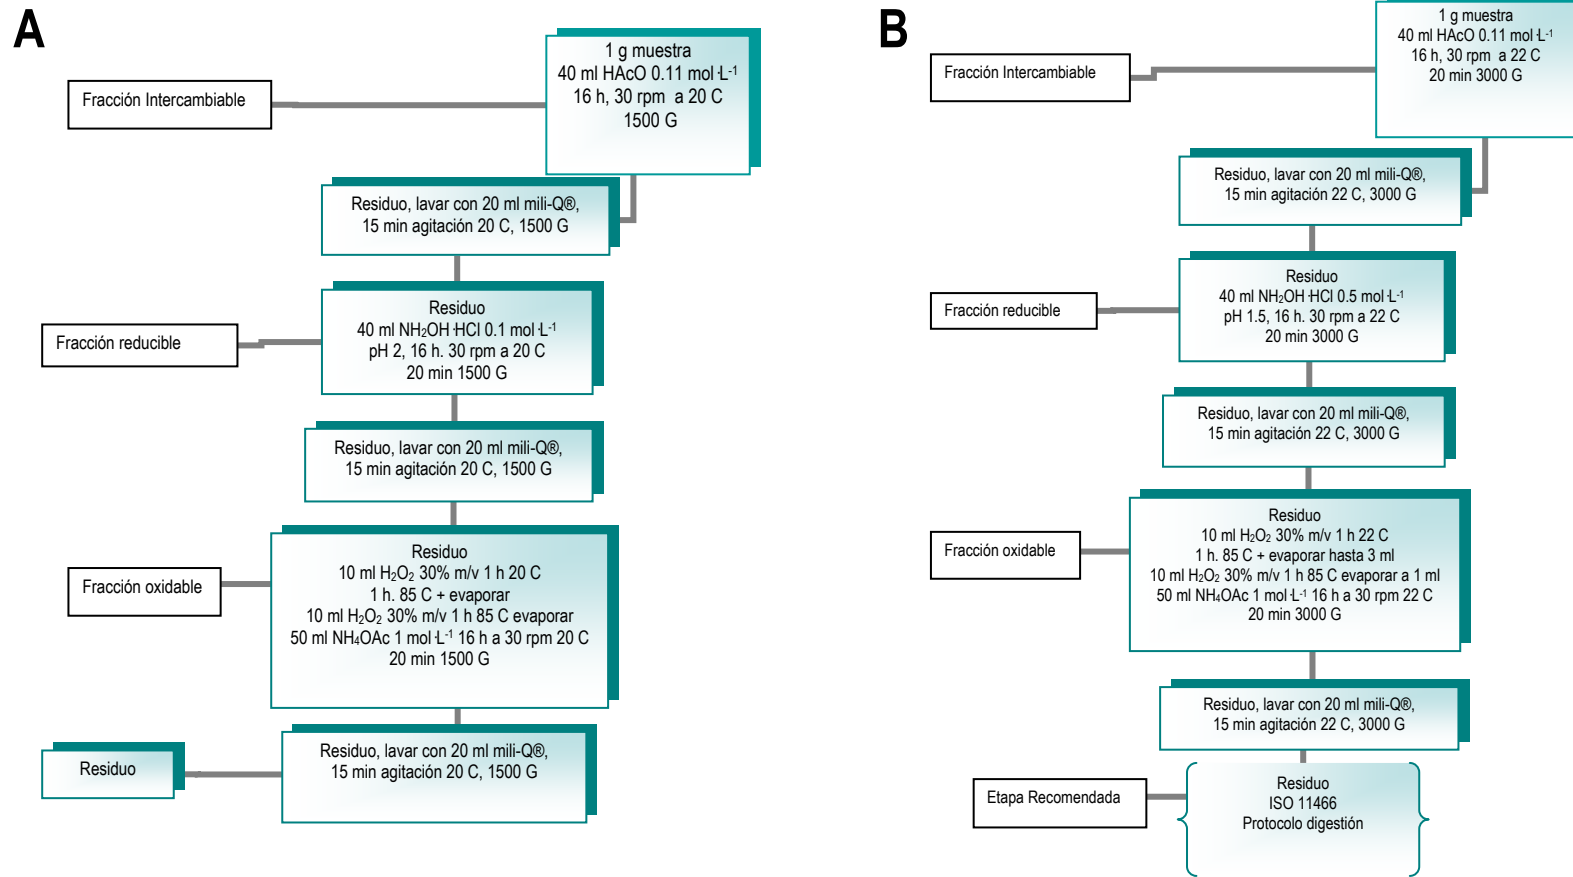 A
Fracción Intercambiable
1 g muestra
40 ml HAcO 0.11 mol·L⁻¹
16 h, 30 rpm a 20 C
1500 G
Residuo, lavar con 20 ml mili-Q®,
15 min agitación 20 C, 1500 G
Fracción reducible
Residuo
40 ml NH₂OH·HCl 0.1 mol·L⁻¹
pH 2, 16 h. 30 rpm a 20 C
20 min 1500 G
Residuo, lavar con 20 ml mili-Q®,
15 min agitación 20 C, 1500 G
Fracción oxidable
Residuo
10 ml H₂O₂ 30% m/v 1 h 20 C
1 h. 85 C + evaporar
10 ml H₂O₂ 30% m/v 1 h 85 C evaporar
50 ml NH₄OAc 1 mol·L⁻¹ 16 h a 30 rpm 20 C
20 min 1500 G
Residuo
Residuo, lavar con 20 ml mili-Q®,
15 min agitación 20 C, 1500 G
B
Fracción Intercambiable
1 g muestra
40 ml HAcO 0.11 mol·L⁻¹
16 h, 30 rpm a 22 C
20 min 3000 G
Residuo, lavar con 20 ml mili-Q®,
15 min agitación 22 C, 3000 G
Fracción reducible
Residuo
40 ml NH₂OH·HCl 0.5 mol·L⁻¹
pH 1.5, 16 h. 30 rpm a 22 C
20 min 3000 G
Residuo, lavar con 20 ml mili-Q®,
15 min agitación 22 C, 3000 G
Fracción oxidable
Residuo
10 ml H₂O₂ 30% m/v 1 h 22 C
1 h. 85 C + evaporar hasta 3 ml
10 ml H₂O₂ 30% m/v 1 h 85 C evaporar a 1 ml
50 ml NH₄OAc 1 mol·L⁻¹ 16 h a 30 rpm 22 C
20 min 3000 G
Residuo, lavar con 20 ml mili-Q®,
15 min agitación 22 C, 3000 G
Etapa Recomendada
Residuo
ISO 11466
Protocolo digestión